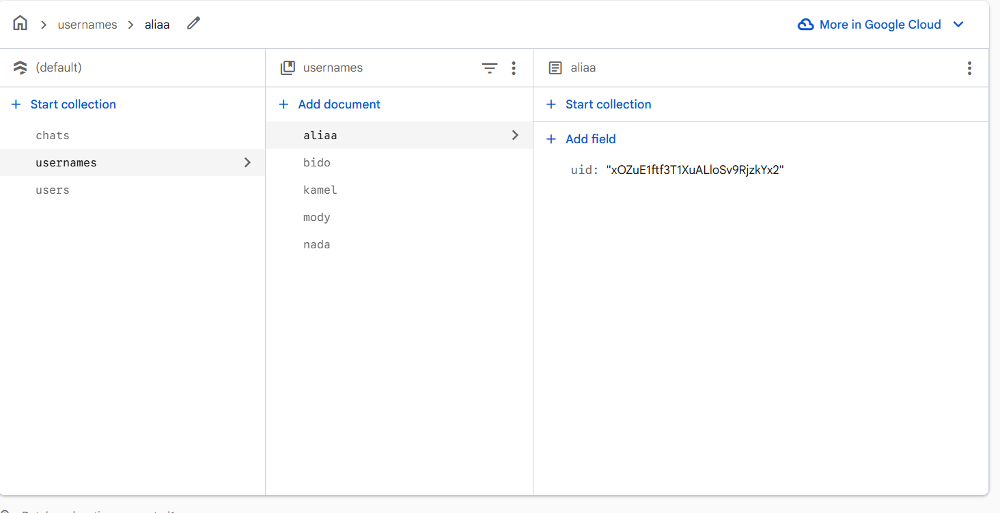 usernames
aliaa
More in Google Cloud
(default)
usernames
aliaa
Start collection
Add document
Start collection
chats
usernames
users
aliaa
bido
kamel
mody
nada
Add field
uid: "xOZuE1ftf3T1XuALloSv9RjzkYx2"